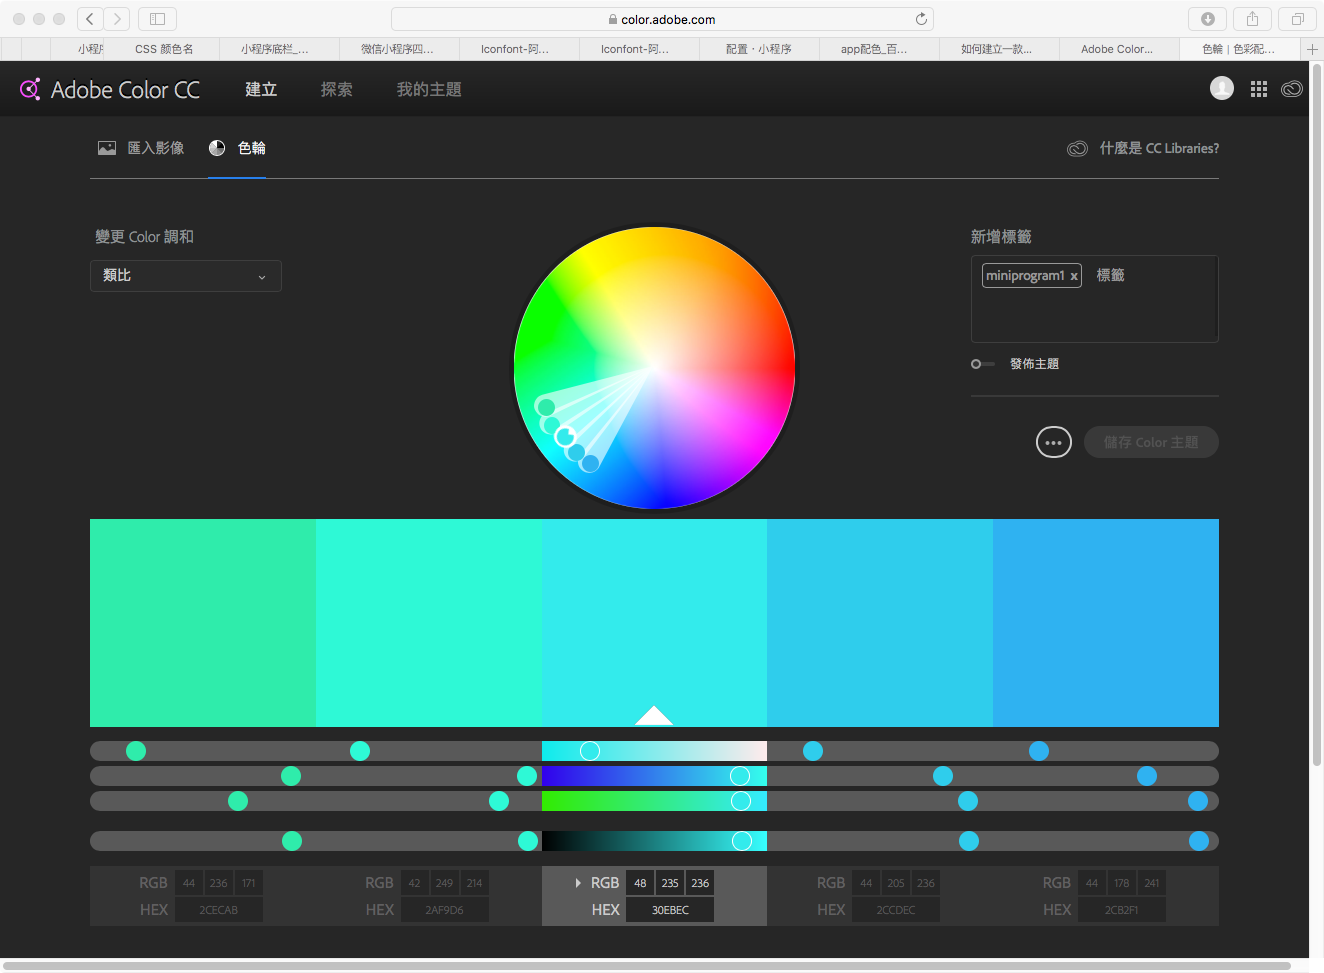 color.adobe.com
小程序
CSS 颜色名
小程序底栏_...
微信小程序四...
Iconfont-阿...
Iconfont-阿...
配置 · 小程序
app配色_百...
如何建立一款...
Adobe Color...
色輪 | 色彩配...
Adobe Color CC
建立
探索
我的主題
匯入影像
色輪
什麼是 CC Libraries?
變更 Color 調和
類比
新增標籤
miniprogram1 x
標籤
發佈主題
儲存 Color 主題
RGB 44 236 171
HEX 2CECAB
RGB 42 249 214
HEX 2AF9D6
RGB 48 235 236
HEX 30EBEC
RGB 44 205 236
HEX 2CCDEC
RGB 44 178 241
HEX 2CB2F1